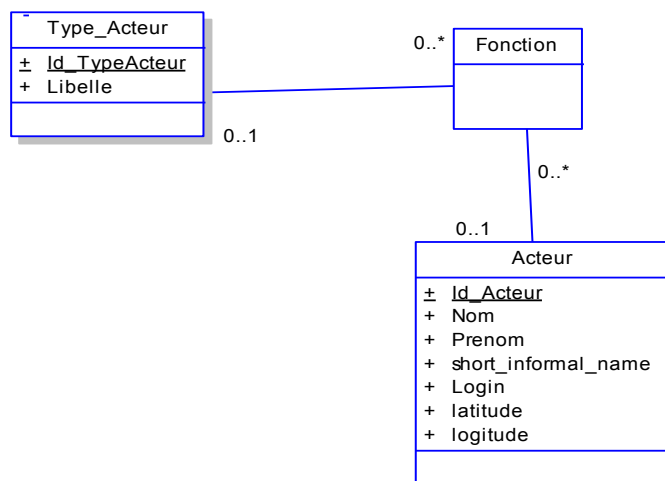 Type_Acteur
+ Id_TypeActeur
+ Libelle
0..1
0..*
Fonction
0..*
0..1
Acteur
+ Id_Acteur
+ Nom
+ Prenom
+ short_informal_name
+ Login
+ latitude
+ logitude